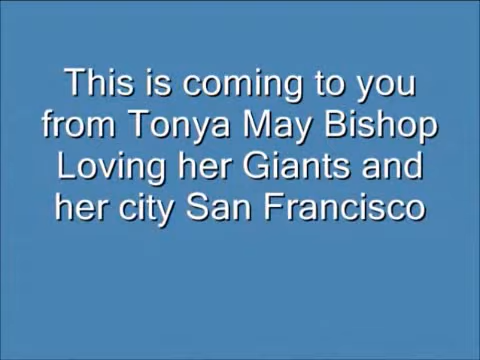 This is coming to you
from Tonya May Bishop
Loving her Giants and
her city San Francisco